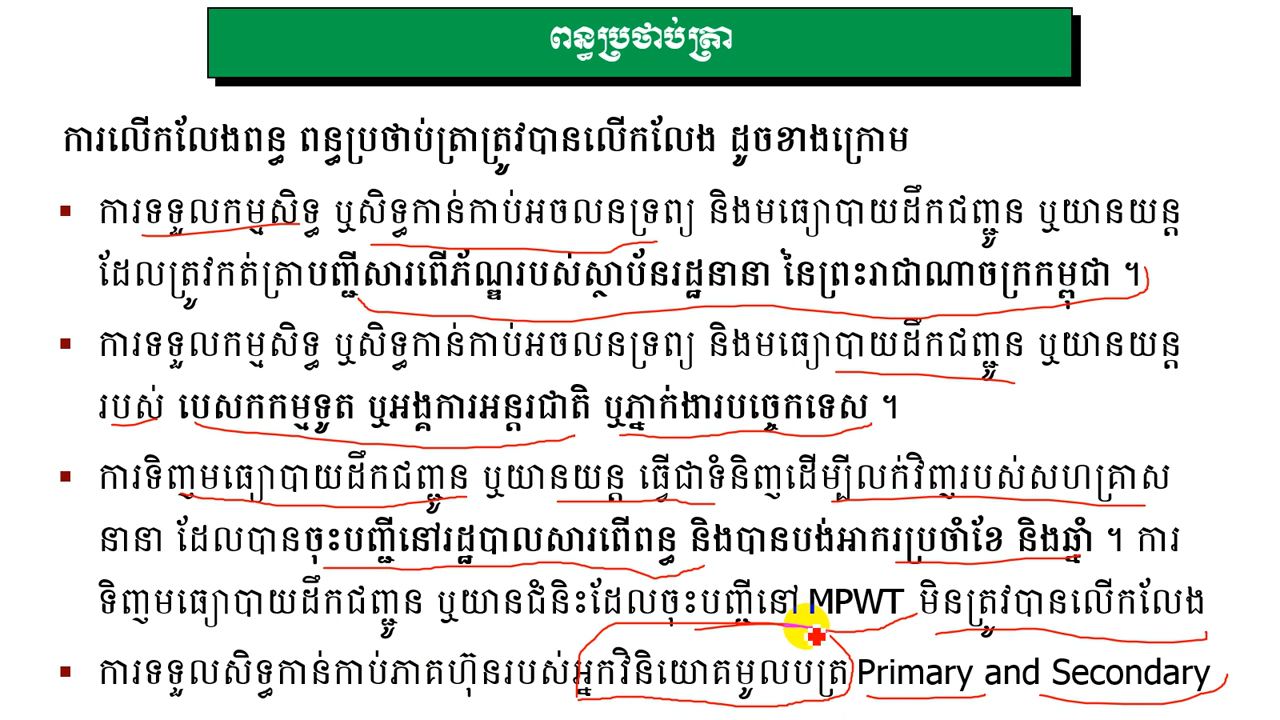 ពន្ធប្រថាប់ត្រា
ការលើកលែងពន្ធ ពន្ធប្រថាប់ត្រាត្រូវបានលើកលែង ដូចខាងក្រោម
▪ ការទទួលកម្មសិទ្ធ ឬសិទ្ធកាន់កាប់អចលនទ្រព្យ និងមធ្យោបាយដឹកជញ្ជូន ឬយានយន្ត
ដែលត្រូវកត់ត្រាបញ្ជីសារពើភ័ណ្ឌរបស់ស្ថាប័នរដ្ឋនានា នៃព្រះរាជាណាចក្រកម្ពុជា ។
▪ ការទទួលកម្មសិទ្ធ ឬសិទ្ធកាន់កាប់អចលនទ្រព្យ និងមធ្យោបាយដឹកជញ្ជូន ឬយានយន្ត
របស់ បេសកកម្មទូត ឬអង្គការអន្តរជាតិ ឬភ្នាក់ងារបច្ចេកទេស ។
▪ ការទិញមធ្យោបាយដឹកជញ្ជូន ឬយានយន្ត ធ្វើជាទំនិញដើម្បីលក់វិញរបស់សហគ្រាស
នានា ដែលបានចុះបញ្ជីនៅរដ្ឋបាលសារពើពន្ធ និងបានបង់អាករប្រចាំខែ និងឆ្នាំ ។ ការ
ទិញមធ្យោបាយដឹកជញ្ជូន ឬយានជំនិះដែលចុះបញ្ជីនៅ MPWT មិនត្រូវបានលើកលែង
▪ ការទទួលសិទ្ធកាន់កាប់ភាគហ៊ុនរបស់អ្នកវិនិយោគមូលបត្រ Primary and Secondary